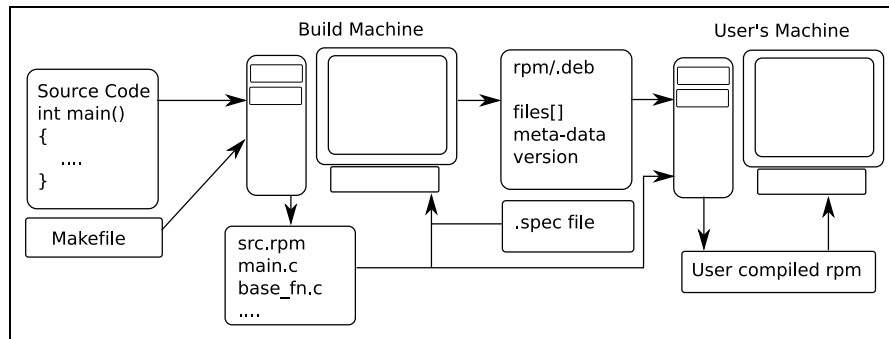 Build Machine
User's Machine
Source Code
int main()
{
....
}
Makefile
rpm/.deb
files[]
meta-data
version
.spec file
src.rpm
main.c
base_fn.c
....
User compiled rpm